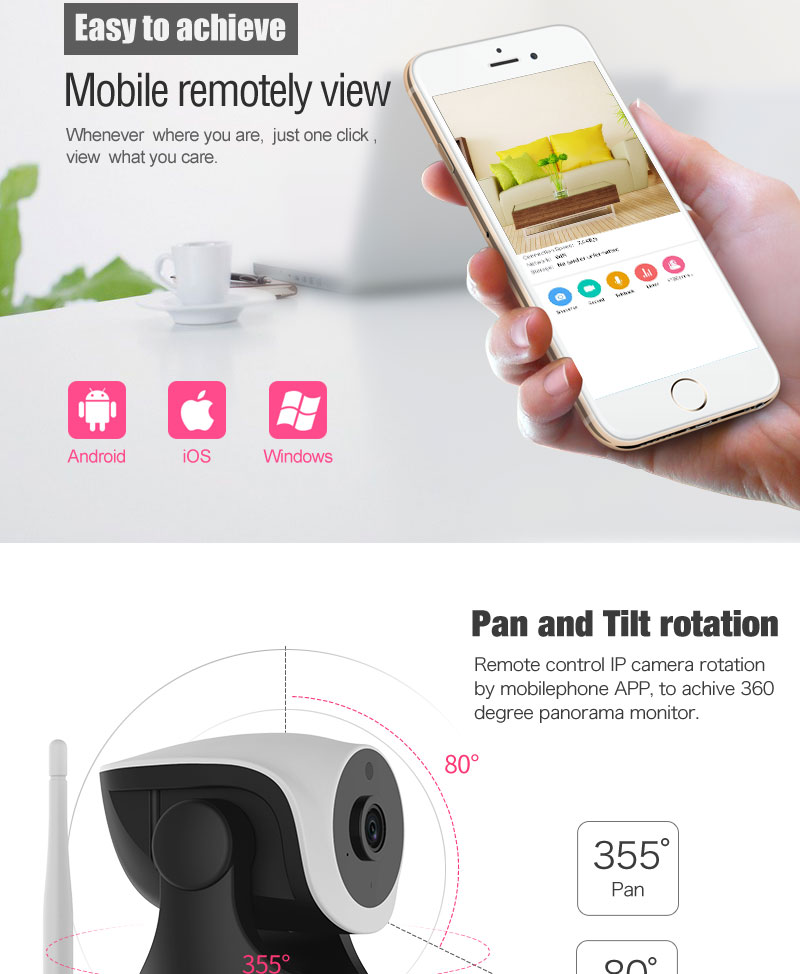 Easy to achieve
Mobile remotely view
Whenever where you are, just one click ,
view what you care.
Android
iOS
Windows
Pan and Tilt rotation
Remote control IP camera rotation
by mobilephone APP, to achive 360
degree panorama monitor.
80°
355°
Pan
355°
80°